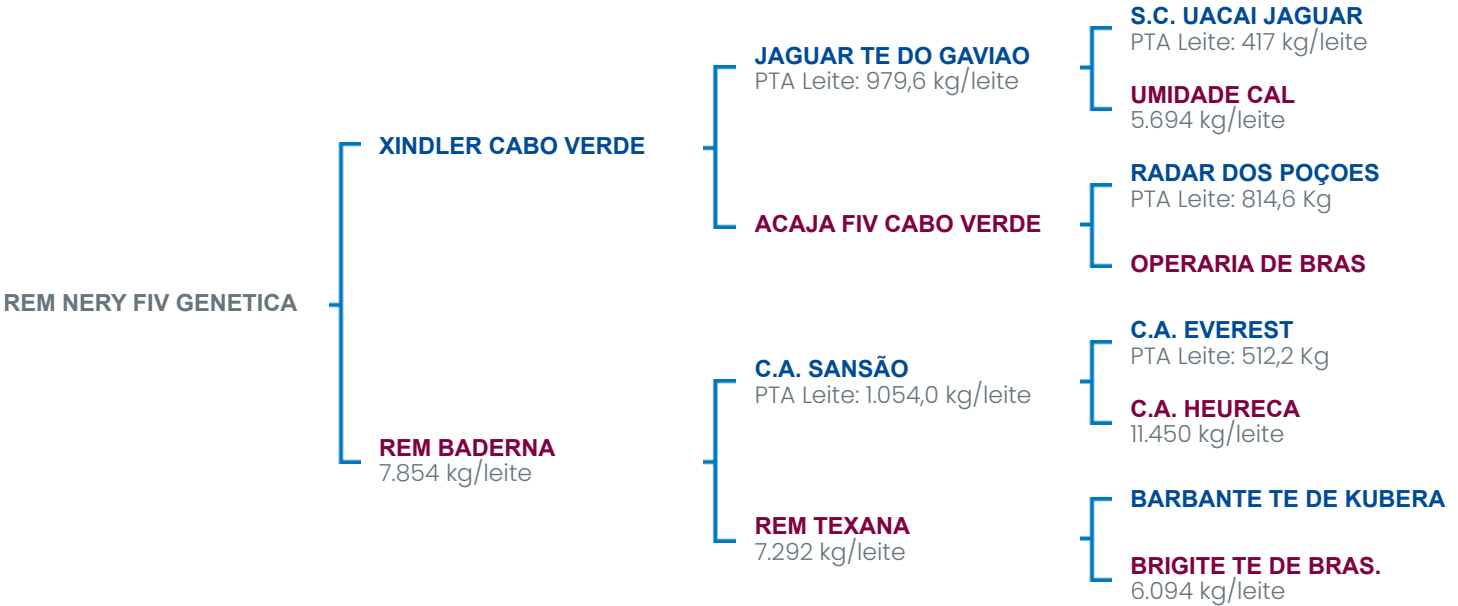 REM NERY FIV GENETICA
XINDLER CABO VERDE
REM BADERNA
7.854 kg/leite
JAGUAR TE DO GAVIAO
PTA Leite: 979,6 kg/leite
ACAJA FIV CABO VERDE
C.A. SANSÃO
PTA Leite: 1.054,0 kg/leite
REM TEXANA
7.292 kg/leite
S.C. UACAI JAGUAR
PTA Leite: 417 kg/leite
UMIDADE CAL
5.694 kg/leite
RADAR DOS POÇOES
PTA Leite: 814,6 Kg
OPERARIA DE BRAS
C.A. EVEREST
PTA Leite: 512,2 Kg
C.A. HEURECA
11.450 kg/leite
BARBANTE TE DE KUBERA
BRIGITE TE DE BRAS.
6.094 kg/leite